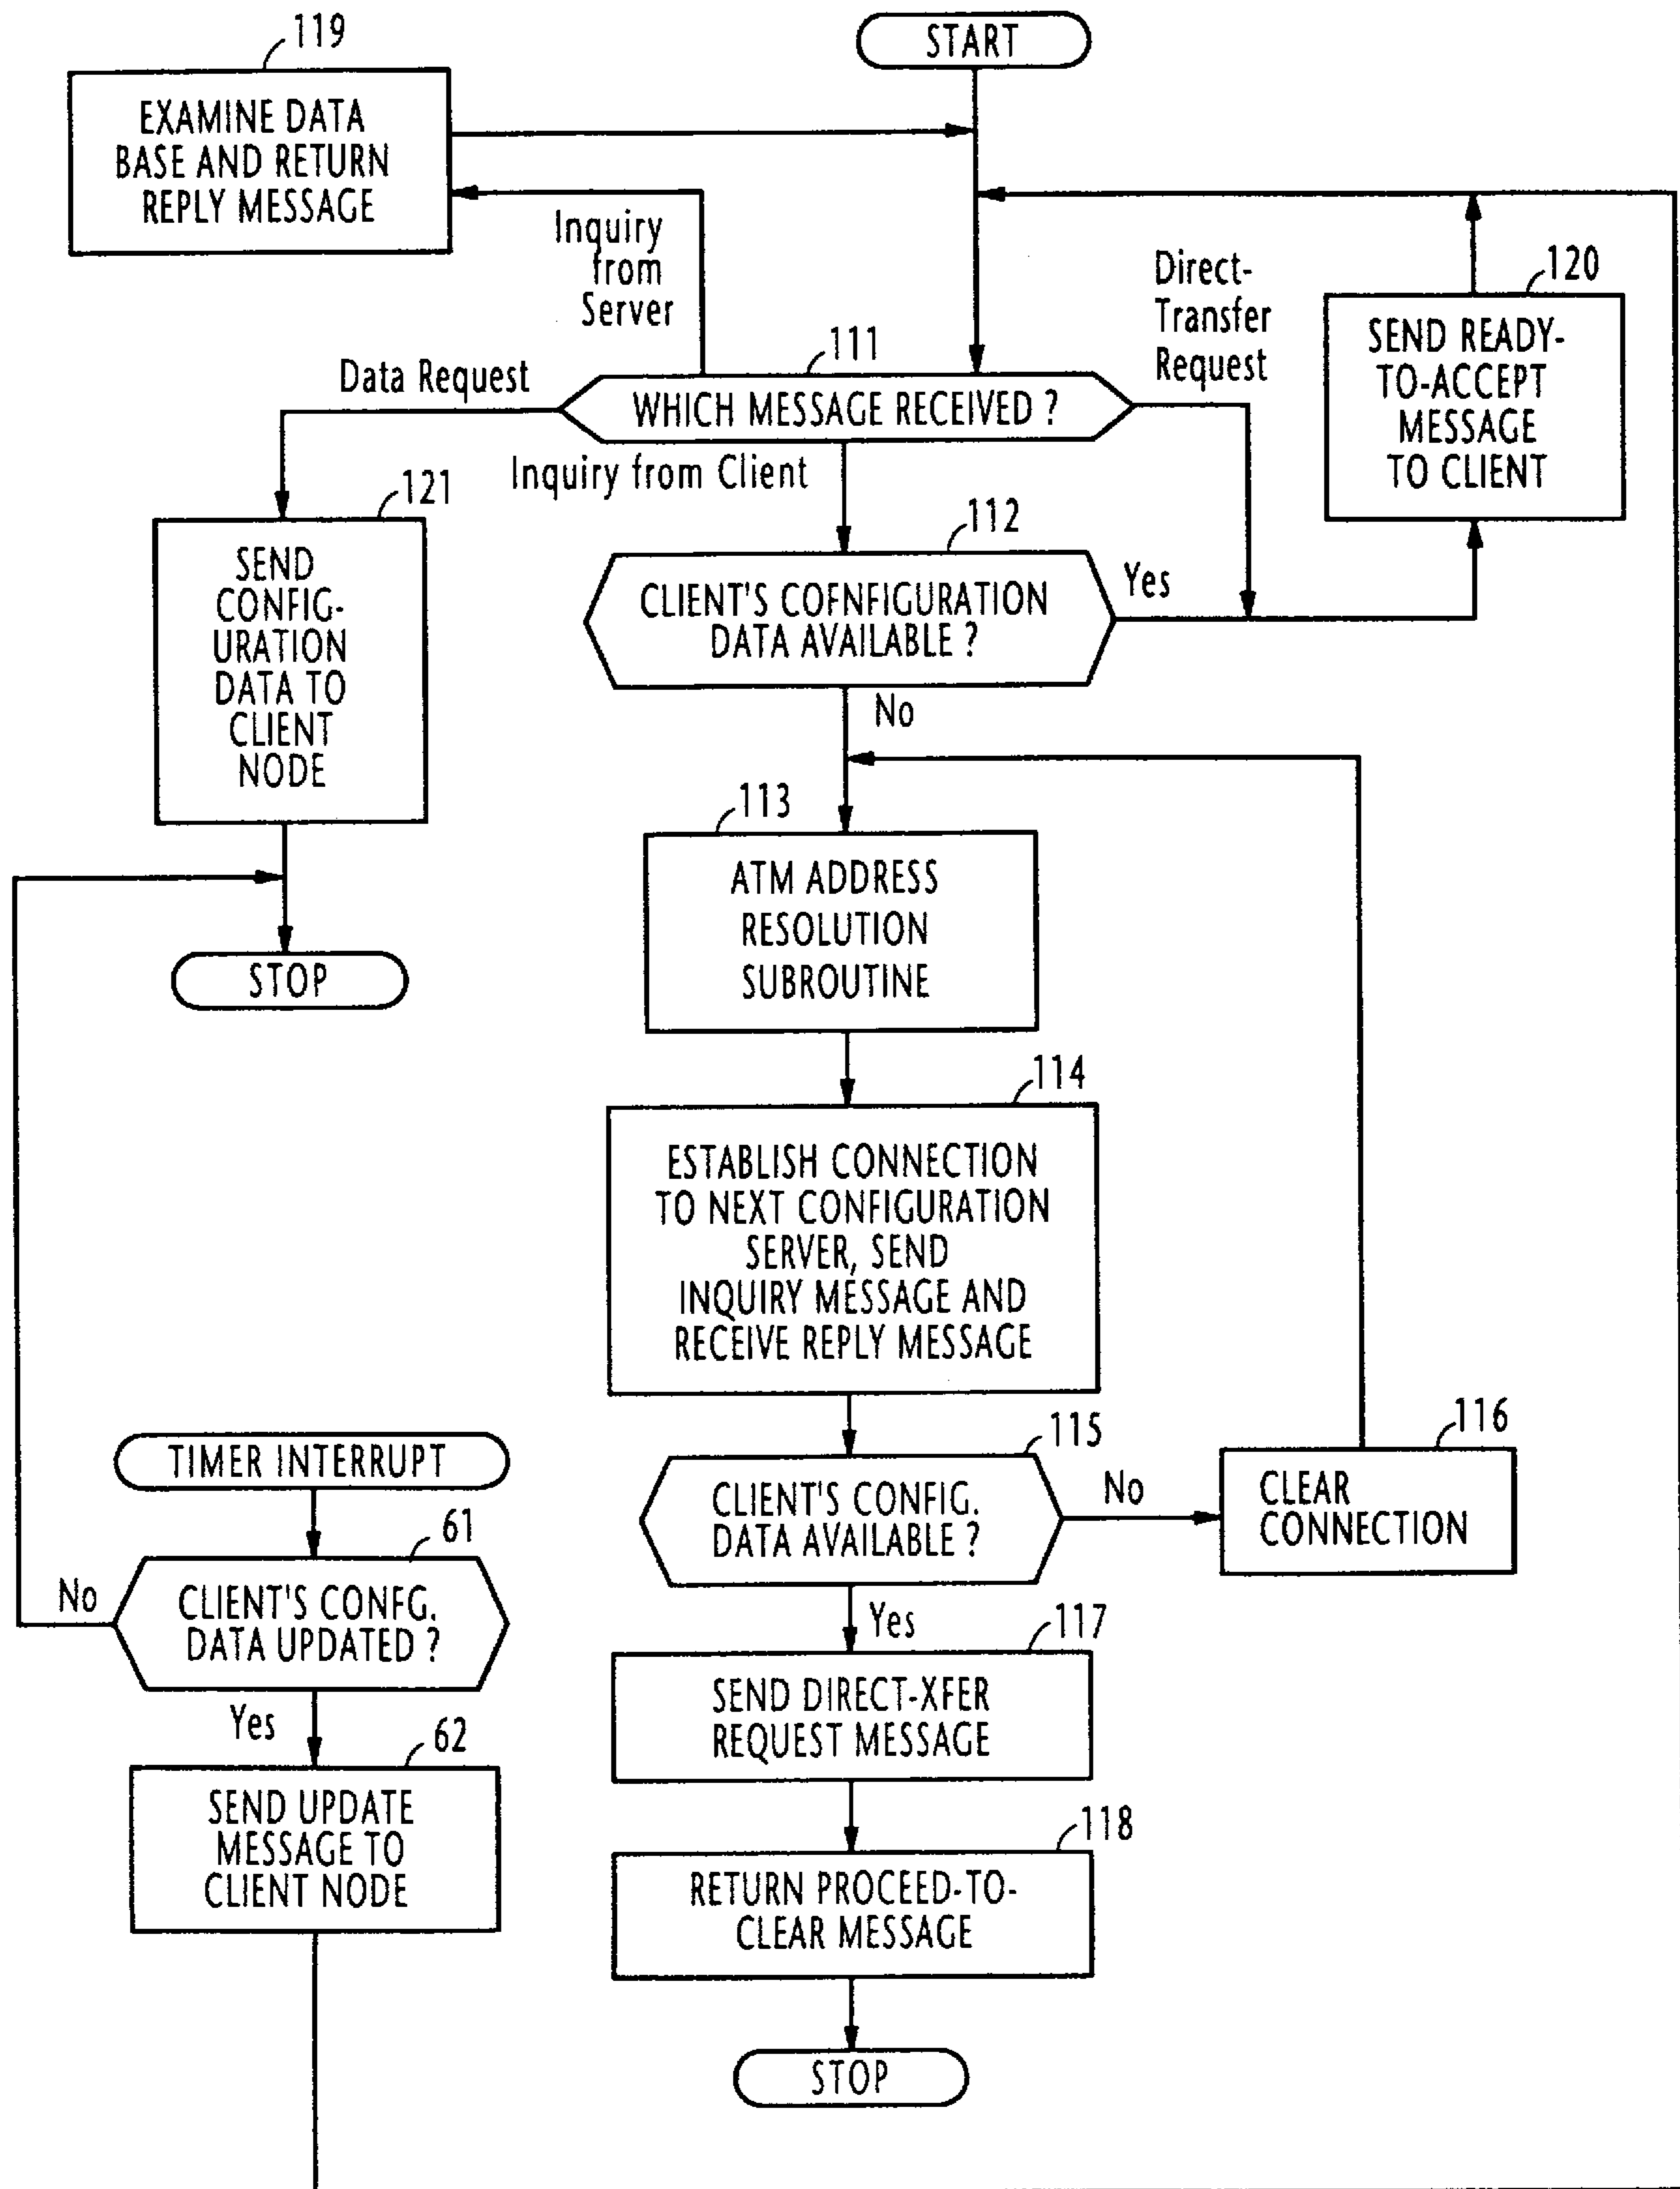 START
119
EXAMINE DATA
BASE AND RETURN
REPLY MESSAGE
Inquiry
from
Server
Direct-
Transfer
Request
120
SEND READY-
TO-ACCEPT
MESSAGE
TO CLIENT
111
Data Request
WHICH MESSAGE RECEIVED ?
Inquiry from Client
121
SEND
CONFIG-
URATION
DATA TO
CLIENT
NODE
112
CLIENT'S COFNFIGURATION
DATA AVAILABLE ?
Yes
No
113
ATM ADDRESS
RESOLUTION
SUBROUTINE
STOP
114
ESTABLISH CONNECTION
TO NEXT CONFIGURATION
SERVER, SEND
INQUIRY MESSAGE AND
RECEIVE REPLY MESSAGE
115
CLIENT'S CONFIG.
DATA AVAILABLE ?
No
116
CLEAR
CONNECTION
Yes
117
SEND DIRECT-XFER
REQUEST MESSAGE
118
RETURN PROCEED-TO-
CLEAR MESSAGE
STOP
TIMER INTERRUPT
61
No
CLIENT'S CONFG.
DATA UPDATED ?
Yes
62
SEND UPDATE
MESSAGE TO
CLIENT NODE